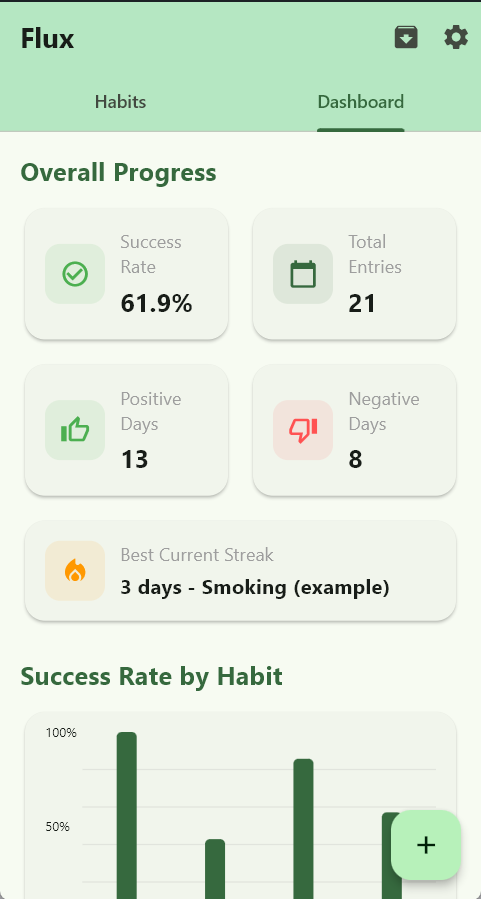 Flux
Habits
Dashboard
Overall Progress
Success
Rate
61.9%
Total
Entries
21
Positive
Days
13
Negative
Days
8
Best Current Streak
3 days - Smoking (example)
Success Rate by Habit
100%
50%